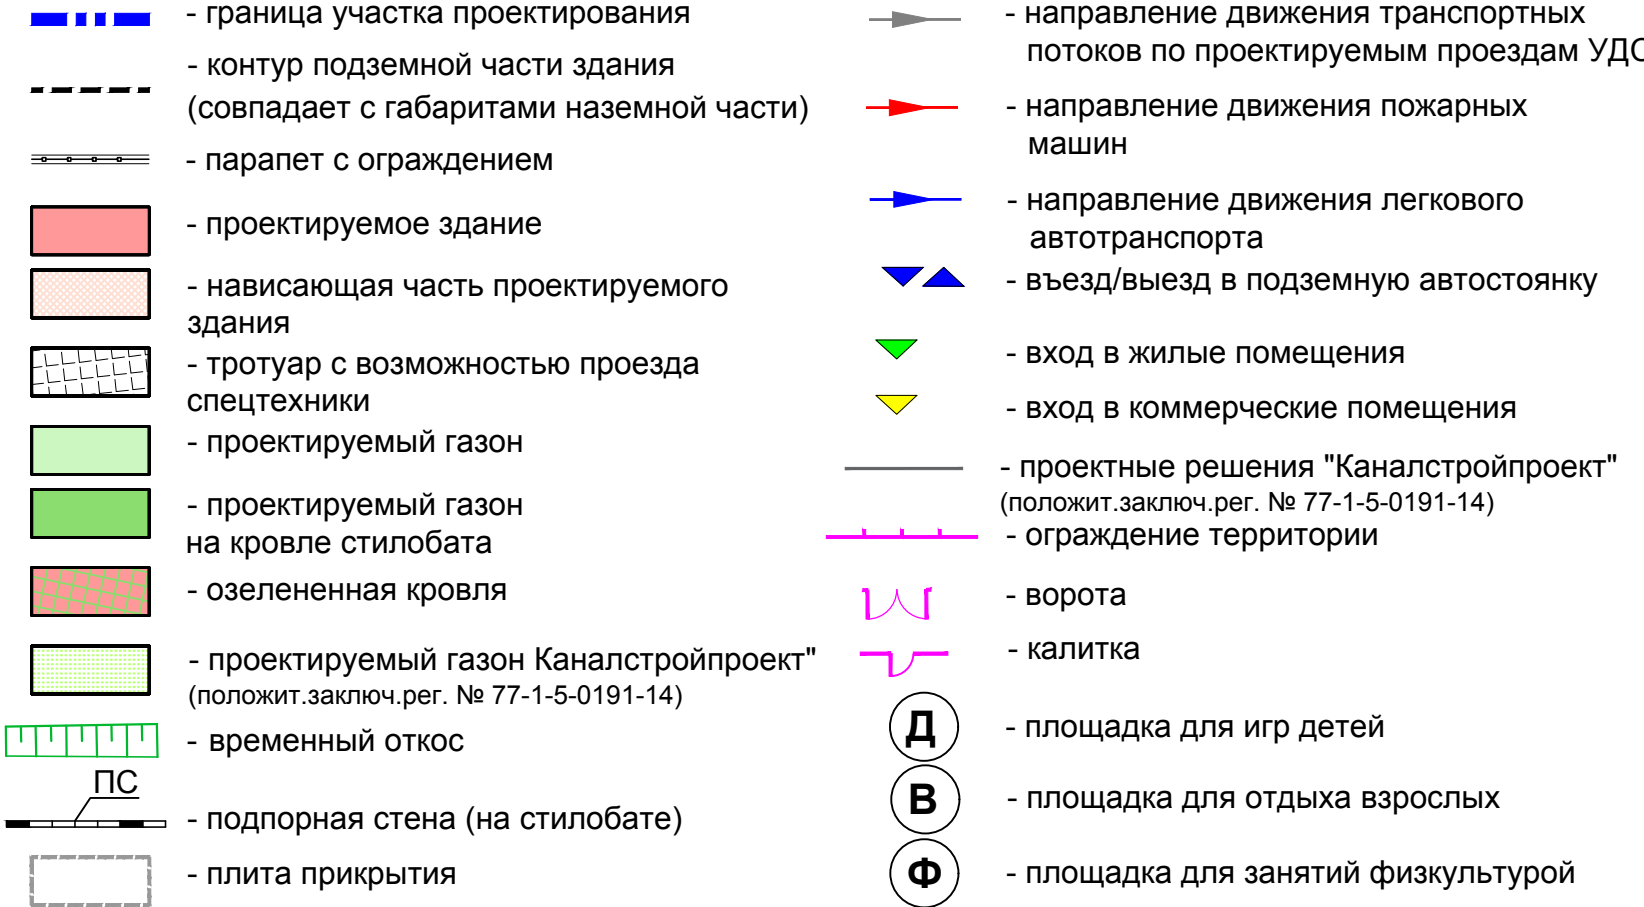 - граница участка проектирования
- контур подземной части здания
(совпадает с габаритами наземной части)
- парапет с ограждением
- проектируемое здание
- нависающая часть проектируемого
здания
- тротуар с возможностью проезда
спецтехники
- проектируемый газон
- проектируемый газон
на кровле стилобата
- озелененная кровля
- проектируемый газон Каналстройпроект"
(положит.заключ.рег. № 77-1-5-0191-14)
- временный откос
ПС
- подпорная стена (на стилобате)
- плита прикрытия
- направление движения транспортных
потоков по проектируемым проездам УДС
- направление движения пожарных
машин
- направление движения легкового
автотранспорта
- въезд/выезд в подземную автостоянку
- вход в жилые помещения
- вход в коммерческие помещения
- проектные решения "Каналстройпроект"
(положит.заключ.рег. № 77-1-5-0191-14)
- ограждение территории
- ворота
- калитка
Д - площадка для игр детей
В - площадка для отдыха взрослых
Ф - площадка для занятий физкультурой